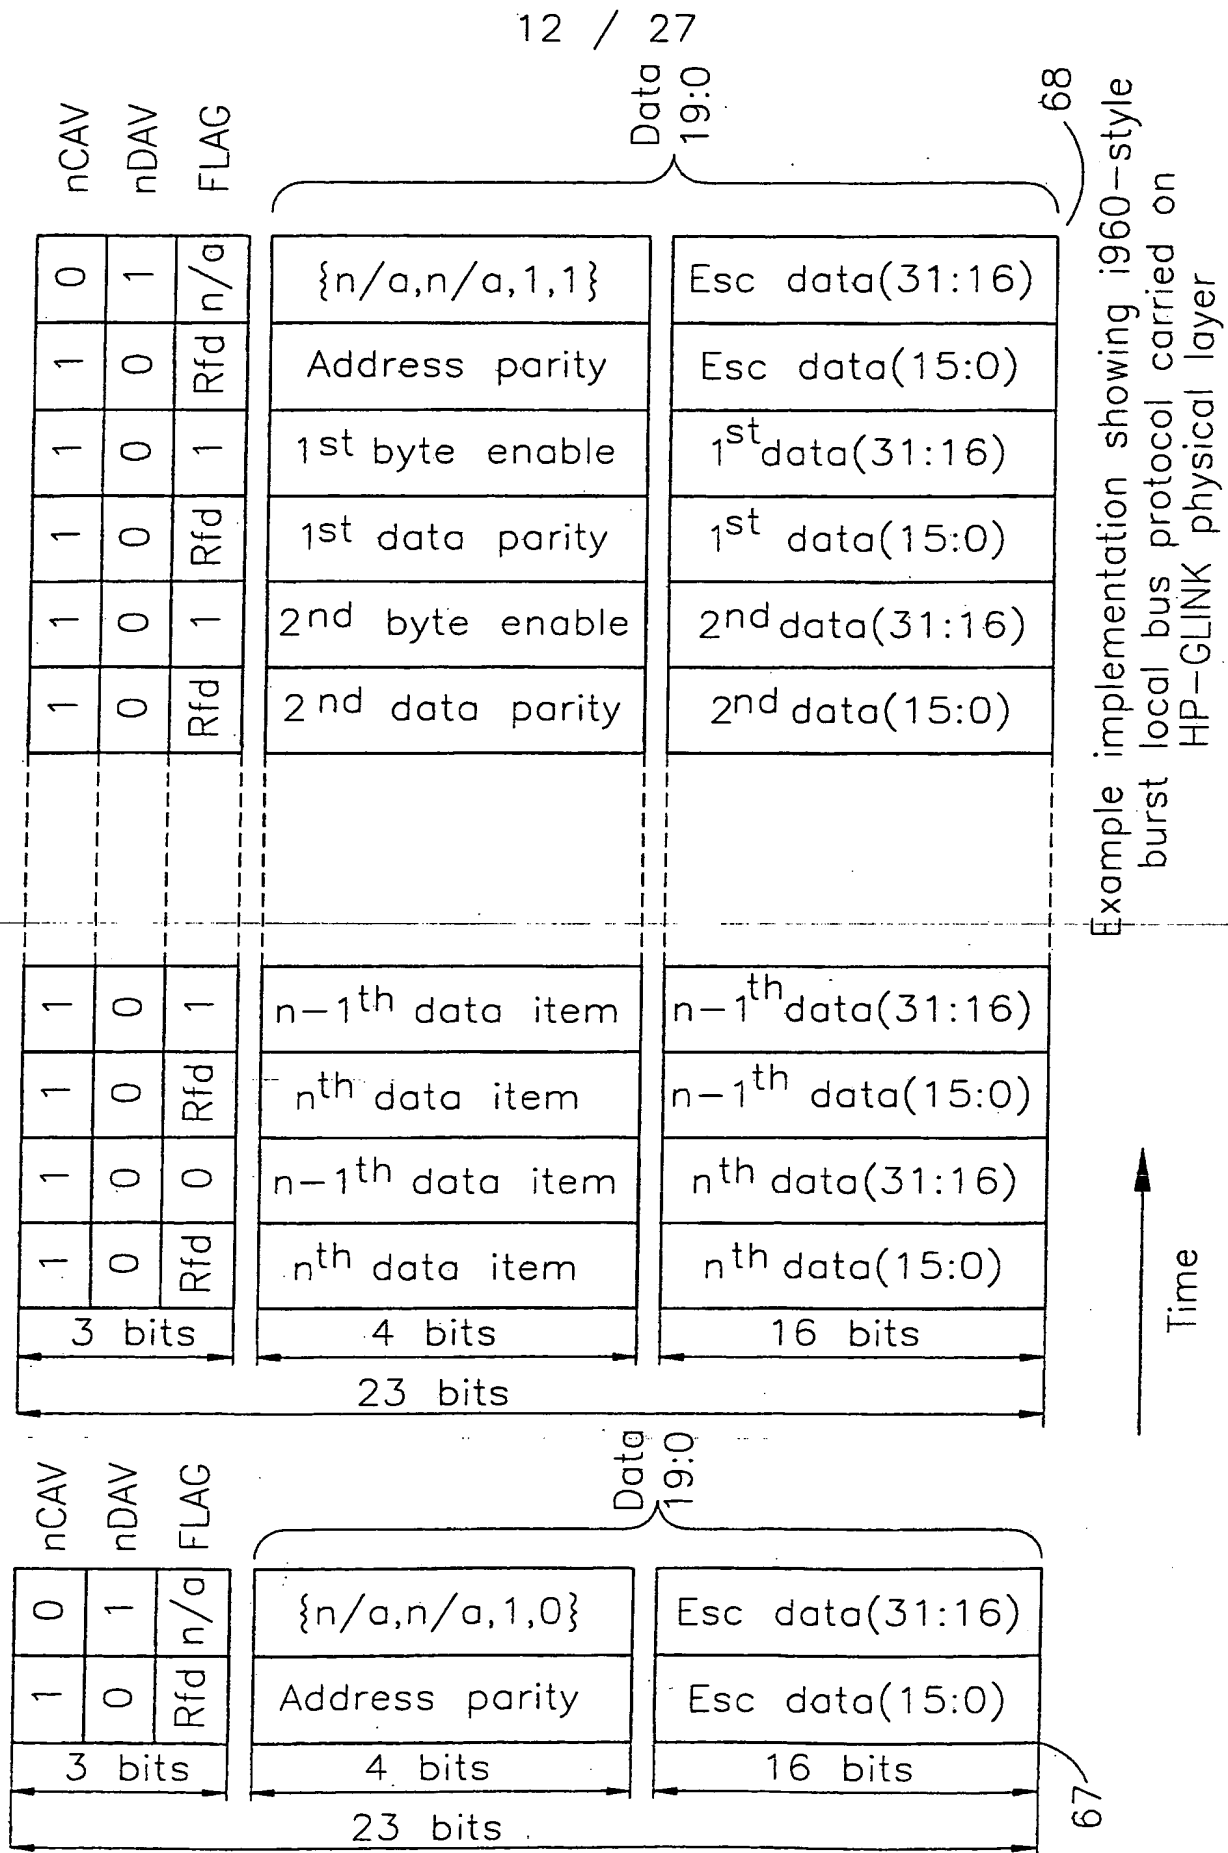 12 / 27
nCAV
nDAV
FLAG
Data
19:0
0 1 n/a {n/a,n/a,1,1} Esc data(31:16)
1 0 Rfd Address parity Esc data(15:0)
1 0 1 1st byte enable 1st data(31:16)
1 0 Rfd 1st data parity 1st data(15:0)
1 0 1 2nd byte enable 2nd data(31:16)
1 0 Rfd 2nd data parity 2nd data(15:0)
1 0 1 n-1th data item n-1th data(31:16)
1 0 Rfd nth data item n-1th data(15:0)
1 0 0 n-1th data item nth data(31:16)
1 0 Rfd nth data item nth data(15:0)
3 bits 4 bits 16 bits
23 bits
68
Example implementation showing i960-style
burst local bus protocol carried on
HP-GLINK physical layer
Time
nCAV
nDAV
FLAG
Data
19:0
0 1 n/a {n/a,n/a,1,0} Esc data(31:16)
1 0 Rfd Address parity Esc data(15:0)
3 bits 4 bits 16 bits
23 bits
67